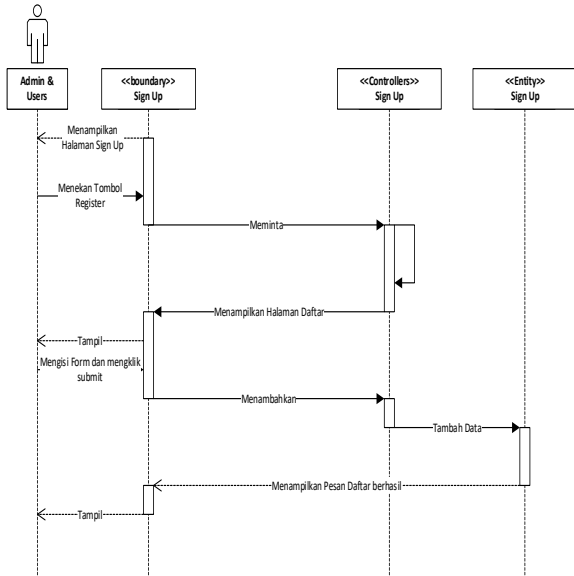 Admin &
Users
<<boundary>>
Sign Up
<<Controllers>>
Sign Up
<<Entity>>
Sign Up
Menampilkan
Halaman Sign Up
Menekan Tombol
Register
Meminta
Menampilkan Halaman Daftar
Tampil
Mengisi Form dan mengklik
submit
Menambahkan
Tambah Data
Menampilkan Pesan Daftar berhasil
Tampil